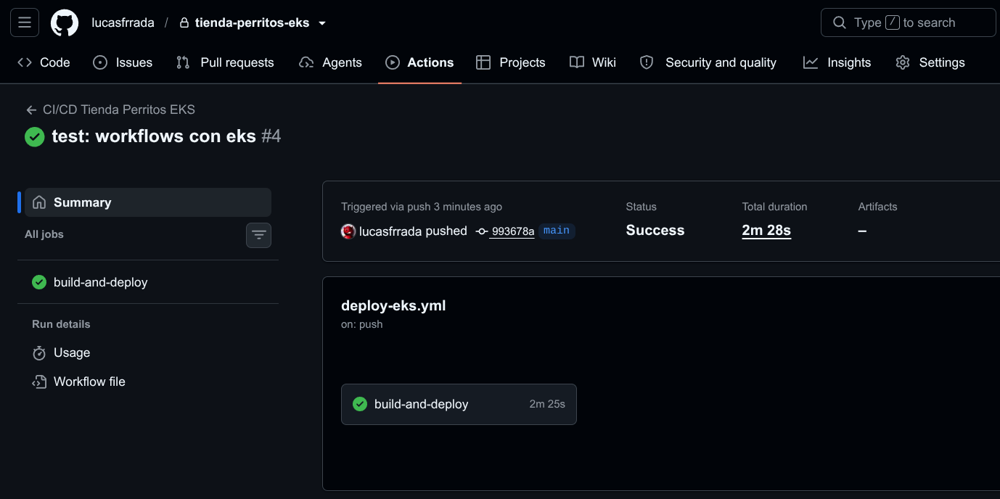 lucasfrrada / tienda-perritos-eks
Type / to search
Code Issues Pull requests Agents Actions Projects Wiki Security and quality Insights Settings
CI/CD Tienda Perritos EKS
test: workflows con eks #4
Summary
All jobs
build-and-deploy
Run details
Usage
Workflow file
Triggered via push 3 minutes ago
lucasfrrada pushed 993678a main
Status
Success
Total duration
2m 28s
Artifacts
–
deploy-eks.yml
on: push
build-and-deploy 2m 25s